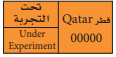 تحت
التجربة
Under
Experiment
Qatar قطر
00000